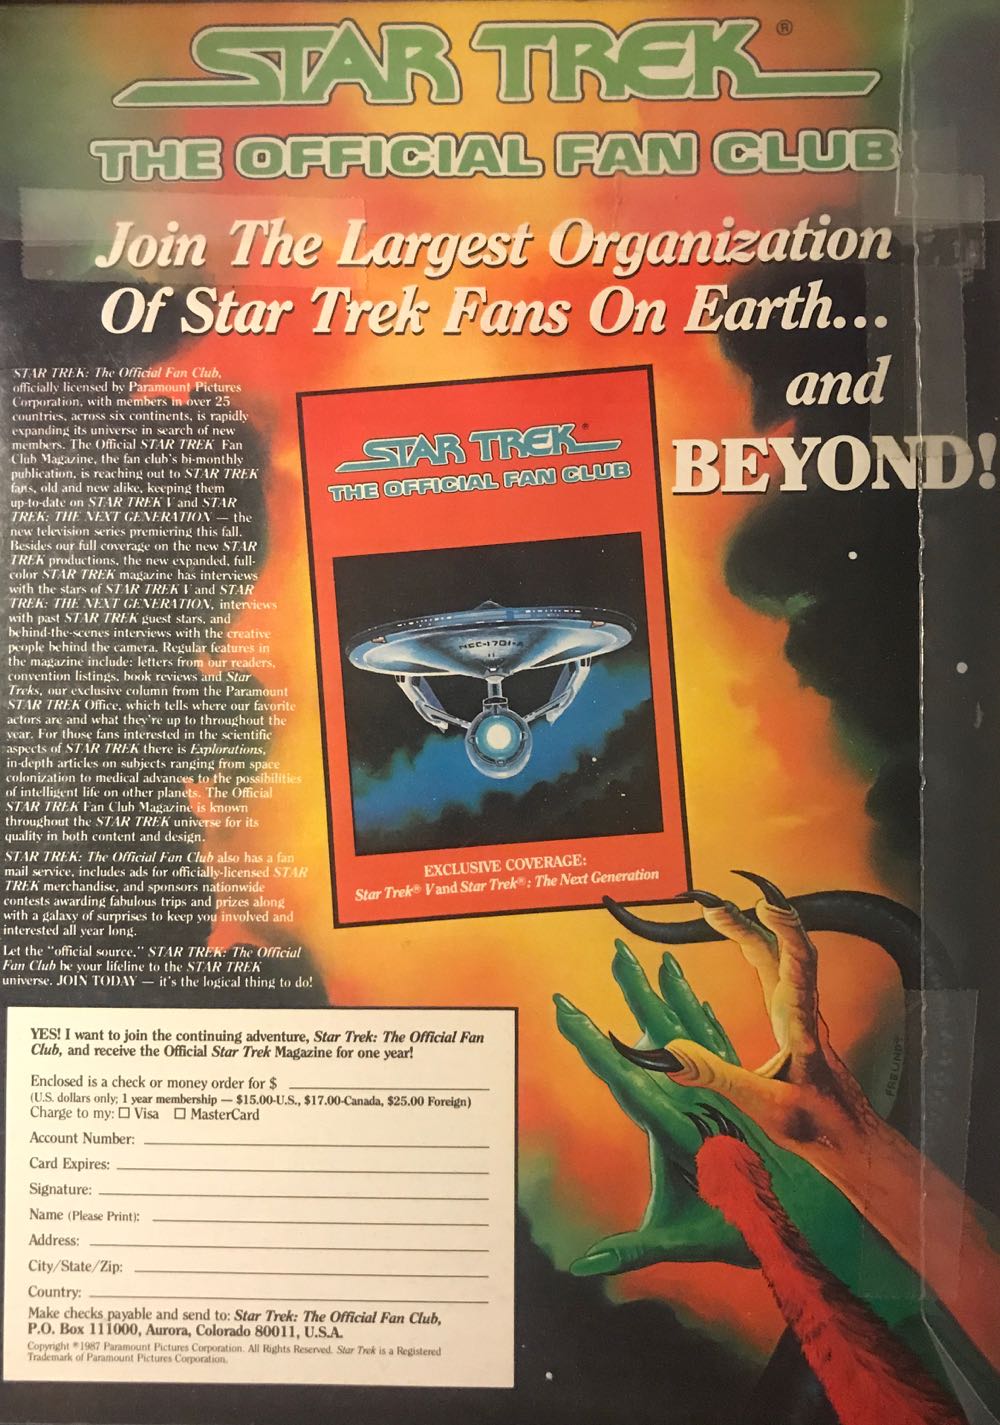 STAR TREK®
THE OFFICIAL FAN CLUB
Join The Largest Organization
Of Star Trek Fans On Earth...
and
BEYOND!
STAR TREK: The Official Fan Club,
officially licensed by Paramount Pictures
Corporation, with members in over 25
countries, across six continents, is rapidly
expanding its universe in search of new
members. The Official STAR TREK Fan
Club Magazine, the fan club's bi-monthly
publication, is reaching out to STAR TREK
fans, old and new alike, keeping them
up-to-date on STAR TREK V and STAR
TREK: THE NEXT GENERATION — the
new television series premiering this fall.
Besides our full coverage on the new STAR
TREK productions, the new expanded, full-
color STAR TREK magazine has interviews
with the stars of STAR TREK V and STAR
TREK: THE NEXT GENERATION, interviews
with past STAR TREK guest stars, and
behind-the-scenes interviews with the creative
people behind the camera. Regular features in
the magazine include: letters from our readers,
convention listings, book reviews and Star
Treks, our exclusive column from the Paramount
STAR TREK Office, which tells where our favorite
actors are and what they're up to throughout the
year. For those fans interested in the scientific
aspects of STAR TREK there is Explorations,
in-depth articles on subjects ranging from space
colonization to medical advances to the possibilities
of intelligent life on other planets. The Official
STAR TREK Fan Club Magazine is known
throughout the STAR TREK universe for its
quality in both content and design.
STAR TREK: The Official Fan Club also has a fan
mail service, includes ads for officially-licensed STAR
TREK merchandise, and sponsors nationwide
contests awarding fabulous trips and prizes along
with a galaxy of surprises to keep you involved and
interested all year long.
Let the "official source," STAR TREK: The Official
Fan Club be your lifeline to the STAR TREK
universe. JOIN TODAY — it's the logical thing to do!
STAR TREK®
THE OFFICIAL FAN CLUB
NCC-1701-A
EXCLUSIVE COVERAGE:
Star Trek® V and Star Trek®: The Next Generation
FREUNDT
YES! I want to join the continuing adventure, Star Trek: The Official Fan
Club, and receive the Official Star Trek Magazine for one year!
Enclosed is a check or money order for $
(U.S. dollars only; 1 year membership — $15.00-U.S., $17.00-Canada, $25.00 Foreign)
Charge to my: ☐ Visa ☐ MasterCard
Account Number:
Card Expires:
Signature:
Name (Please Print):
Address:
City/State/Zip:
Country:
Make checks payable and send to: Star Trek: The Official Fan Club,
P.O. Box 111000, Aurora, Colorado 80011, U.S.A.
Copyright ©1987 Paramount Pictures Corporation. All Rights Reserved. Star Trek is a Registered
Trademark of Paramount Pictures Corporation.